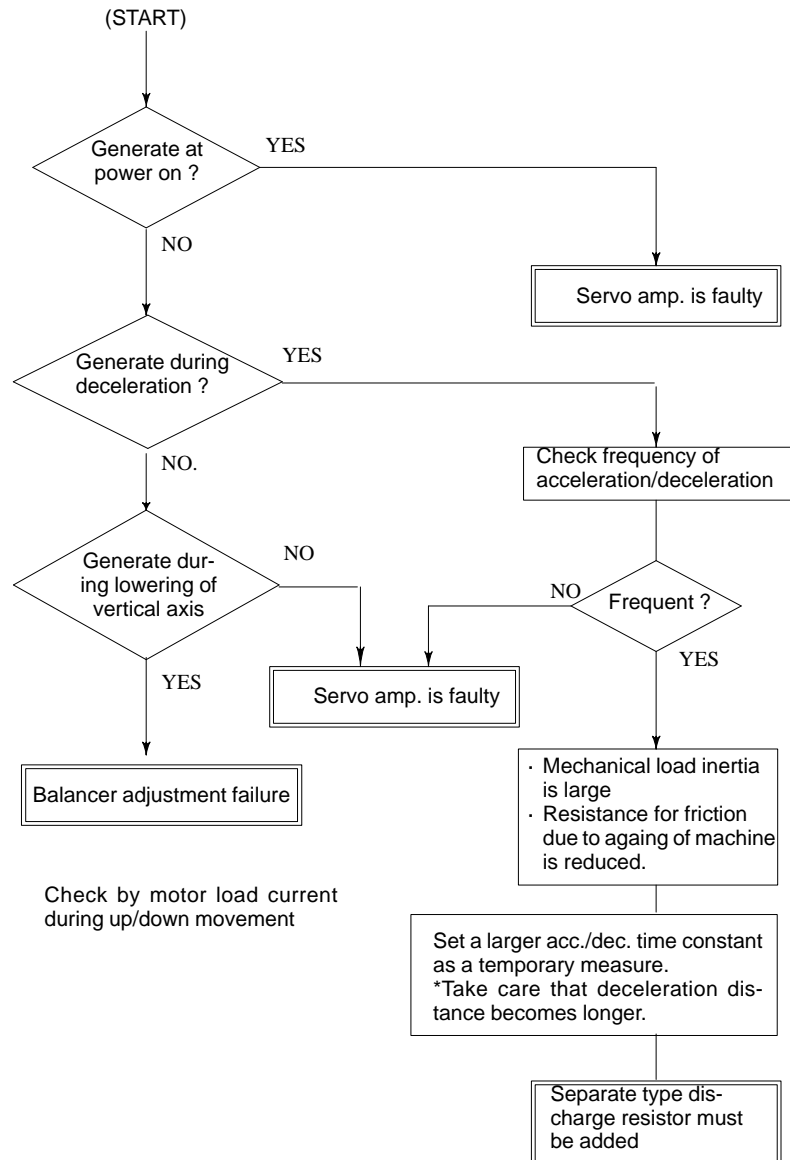 (START)
Generate at
power on ?
YES
NO
Servo amp. is faulty
Generate during
deceleration ?
YES
NO.
Check frequency of
acceleration/deceleration
Generate dur-
ing lowering of
vertical axis
NO
YES
NO
Frequent ?
YES
Servo amp. is faulty
Balancer adjustment failure
Check by motor load current
during up/down movement
· Mechanical load inertia
is large
· Resistance for friction
due to againg of machine
is reduced.
Set a larger acc./dec. time constant
as a temporary measure.
*Take care that deceleration dis-
tance becomes longer.
Separate type dis-
charge resistor must
be added